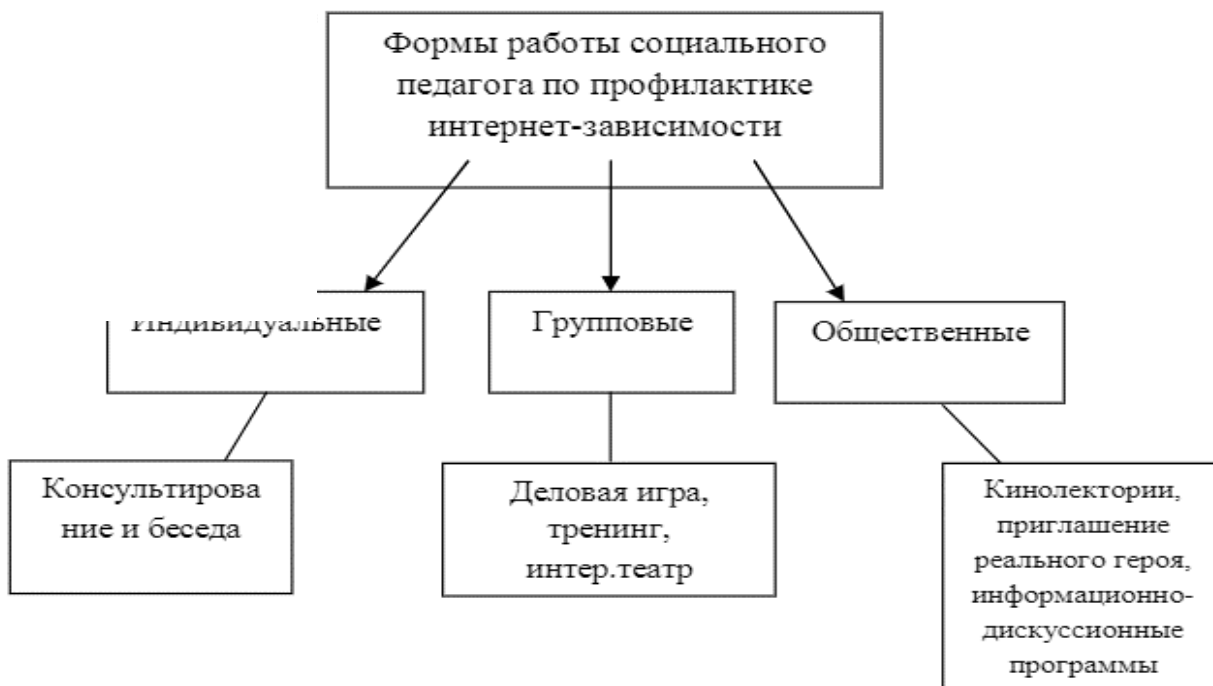 Формы работы социального
педагога по профилактике
интернет-зависимости
Индивидуальные
Групповые
Общественные
Консультирова
ние и беседа
Деловая игра,
тренинг,
интер.театр
Кинолектории,
приглашение
реального героя,
информационно-
дискуссионные
программы